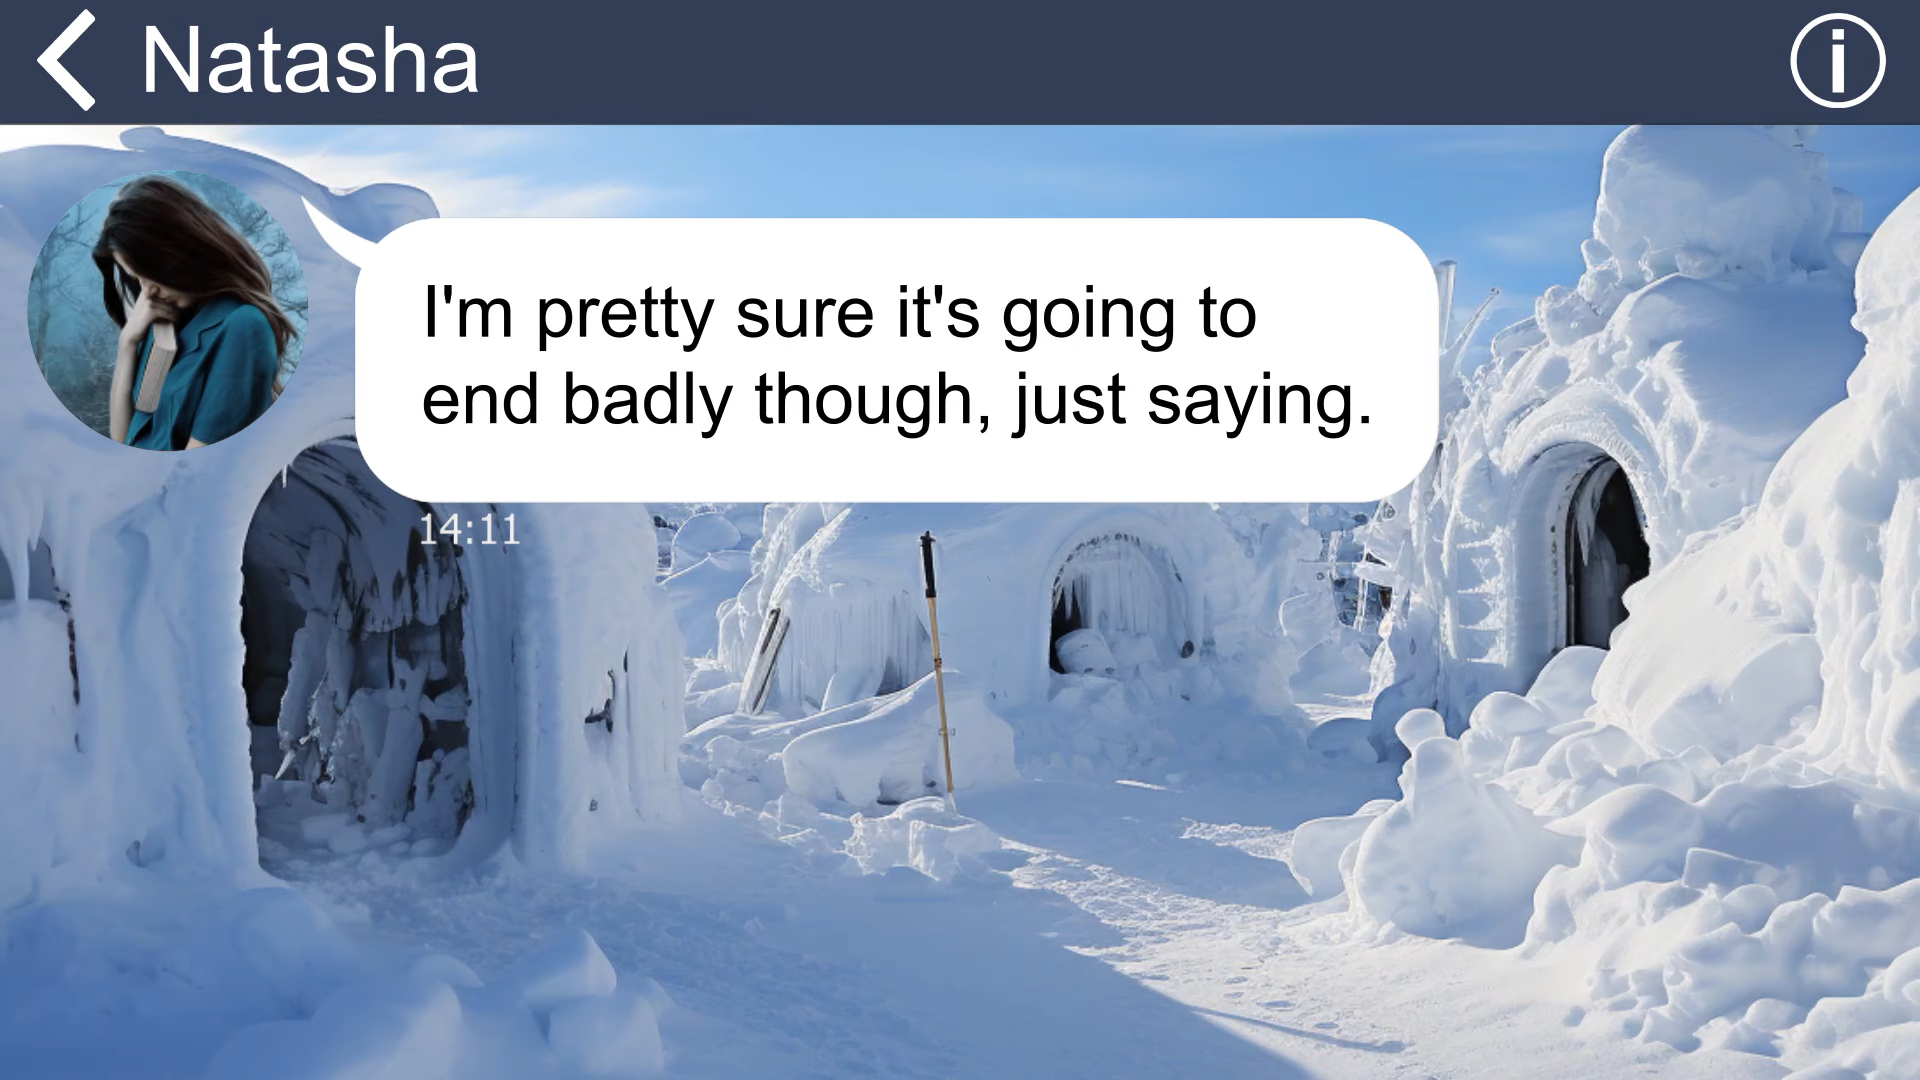 Natasha
I'm pretty sure it's going to
end badly though, just saying.
14:11